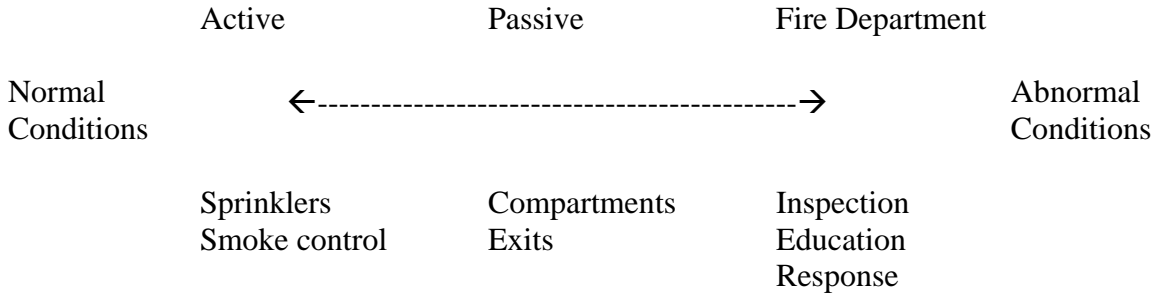 Active Passive Fire Department
Normal Conditions ←---------------------------------------------→ Abnormal Conditions
Sprinklers Compartments Inspection
Smoke control Exits Education
Response